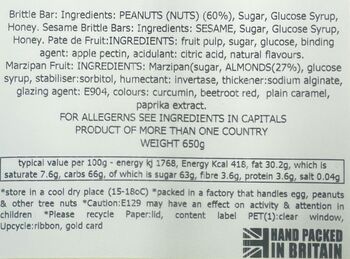 Brittle Bar: Ingredients: PEANUTS (NUTS) (60%), Sugar, Glucose Syrup,
Honey. Sesame Brittle Bars: Ingredients: SESAME, Sugar, Glucose Syrup,
Honey. Pate de Fruit:INGREDIENTS: fruit pulp, sugar, glucose, binding
agent: apple pectin, acidulant: citric acid, natural flavours.
Marzipan Fruit: INGREDIENTS: Marzipan(sugar, ALMONDS(27%), glucose
syrup, stabiliser:sorbitol, humectant: invertase, thickener:sodium alginate,
glazing agent: E904, colours: curcumin, beetroot red, plain caramel,
paprika extract.
FOR ALLEGERNS SEE INGREDIENTS IN CAPITALS
PRODUCT OF MORE THAN ONE COUNTRY
WEIGHT 650g
typical value per 100g - energy kj 1768, Energy Kcal 418, fat 30.2g, which is
saturate 7.6g, carbs 66g, of which is sugar 63g, fibre 3.6g, protein 3.6g, salt 0.04g
*store in a cool dry place (15-18oC) *packed in a factory that handles egg, peanuts
& other tree nuts *Caution:E129 may have an effect on activity & attention in
children *Please recycle Paper:lid, content label PET(1):clear window,
Upcycle:ribbon, gold card
HAND PACKED
IN BRITAIN